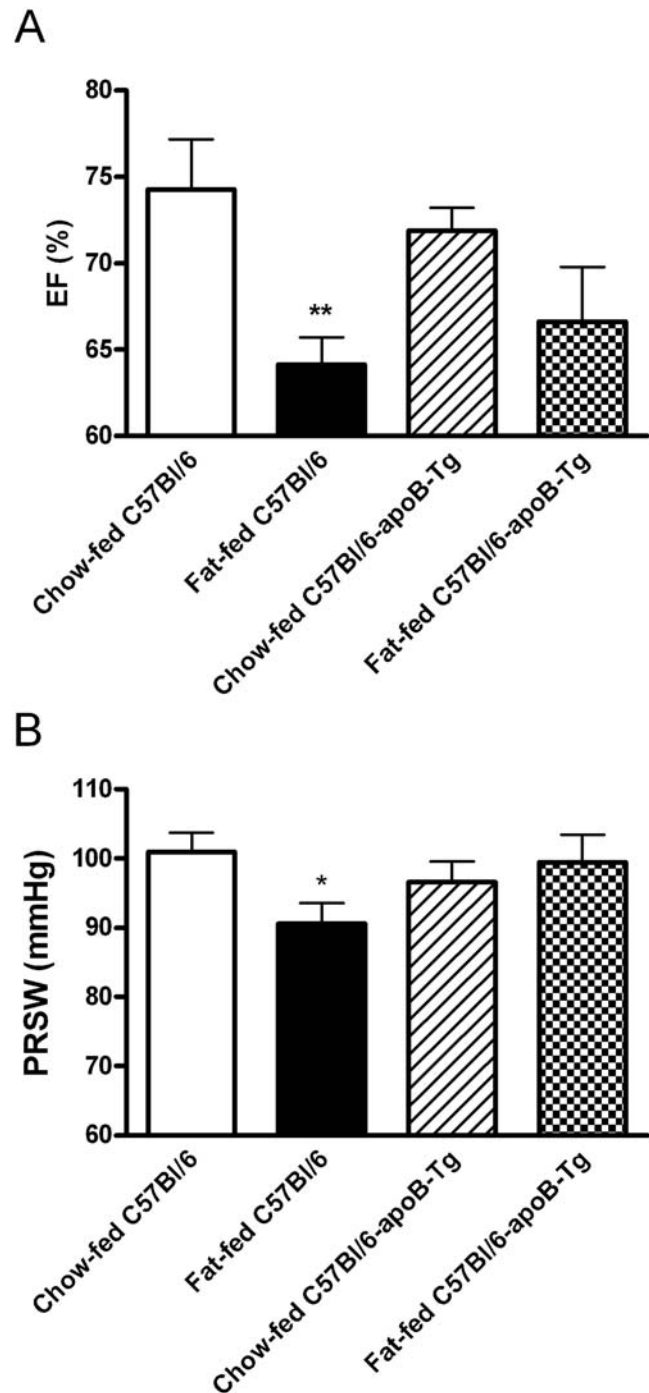 A
80
75
70
65
60
EF (%)
**
Chow-fed C57Bl/6
Fat-fed C57Bl/6
Chow-fed C57Bl/6-apoB-Tg
Fat-fed C57Bl/6-apoB-Tg
B
110
100
90
80
70
60
PRSW (mmHg)
*
Chow-fed C57Bl/6
Fat-fed C57Bl/6
Chow-fed C57Bl/6-apoB-Tg
Fat-fed C57Bl/6-apoB-Tg